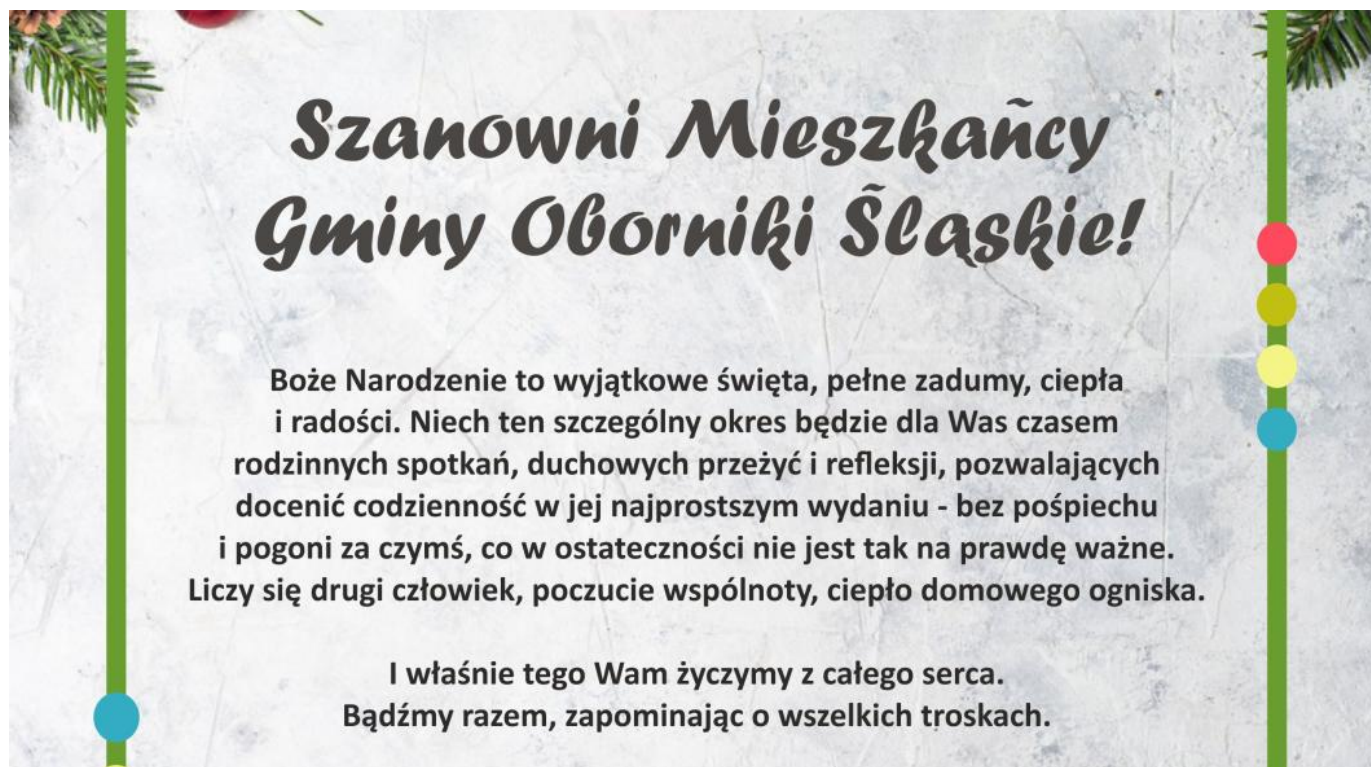 Szanowni Mieszkańcy
Gminy Oborniki Śląskie!
Boże Narodzenie to wyjątkowe święta, pełne zadumy, ciepła
i radości. Niech ten szczególny okres będzie dla Was czasem
rodzinnych spotkań, duchowych przeżyć i refleksji, pozwalających
docenić codzienność w jej najprostszym wydaniu - bez pośpiechu
i pogoni za czymś, co w ostateczności nie jest tak na prawdę ważne.
Liczy się drugi człowiek, poczucie wspólnoty, ciepło domowego ogniska.
I właśnie tego Wam życzymy z całego serca.
Bądźmy razem, zapominając o wszelkich troskach.